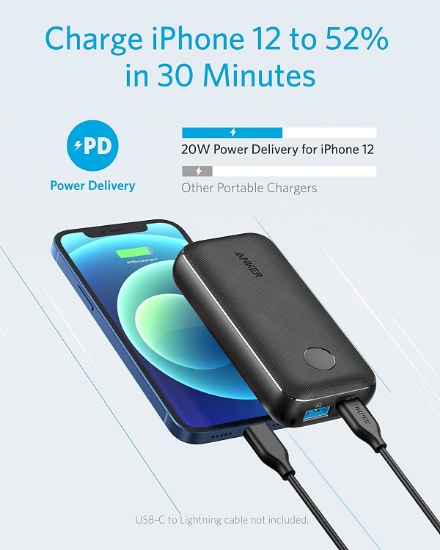 Charge iPhone 12 to 52%
in 30 Minutes
PD
Power Delivery
20W Power Delivery for iPhone 12
Other Portable Chargers
ANKER
USB-C to Lightning cable not included.